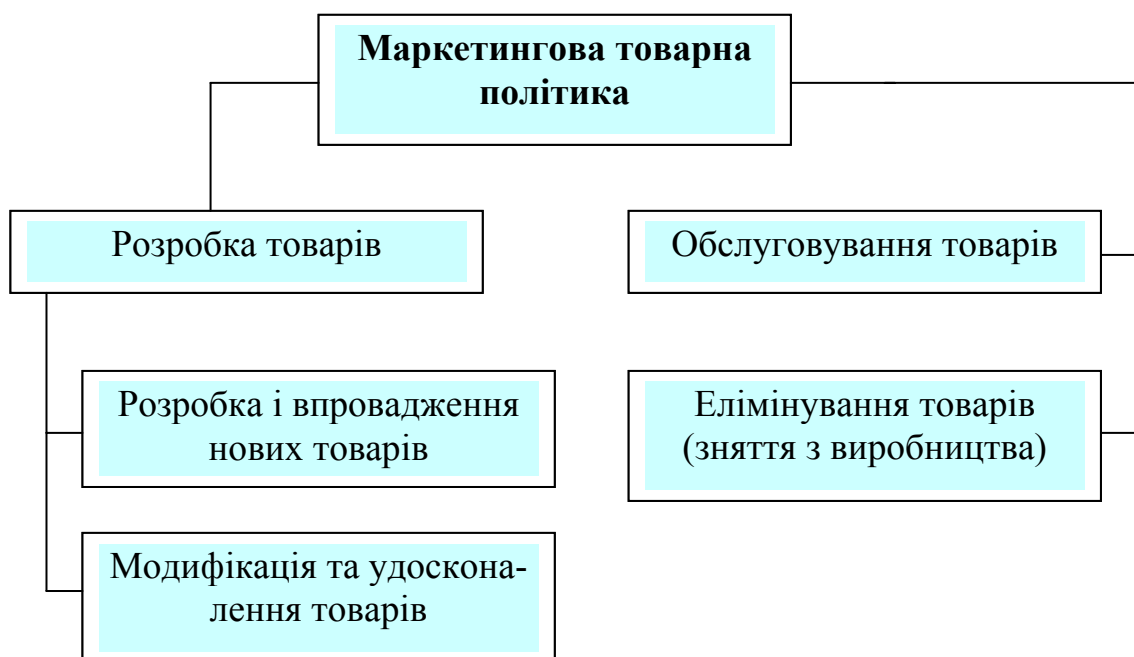 Маркетингова товарна
політика
Розробка товарів
Обслуговування товарів
Розробка і впровадження
нових товарів
Елімінування товарів
(зняття з виробництва)
Модифікація та удоскона-
лення товарів